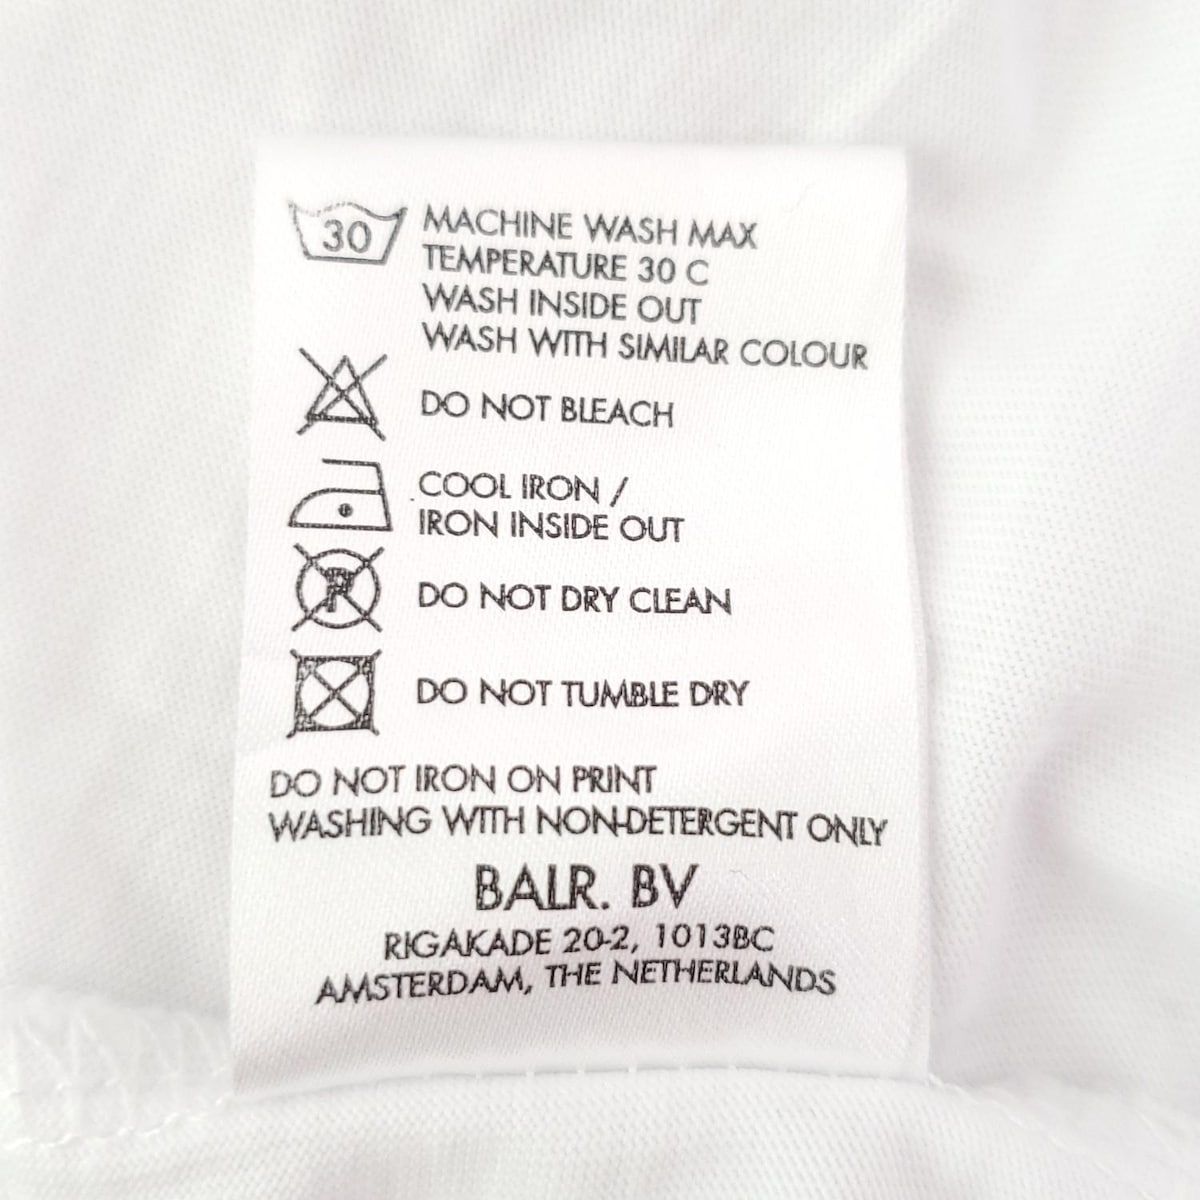 30 MACHINE WASH MAX
TEMPERATURE 30 C
WASH INSIDE OUT
WASH WITH SIMILAR COLOUR
DO NOT BLEACH
COOL IRON /
IRON INSIDE OUT
P DO NOT DRY CLEAN
DO NOT TUMBLE DRY
DO NOT IRON ON PRINT
WASHING WITH NON-DETERGENT ONLY
BALR. BV
RIGAKADE 20-2, 1013BC
AMSTERDAM, THE NETHERLANDS